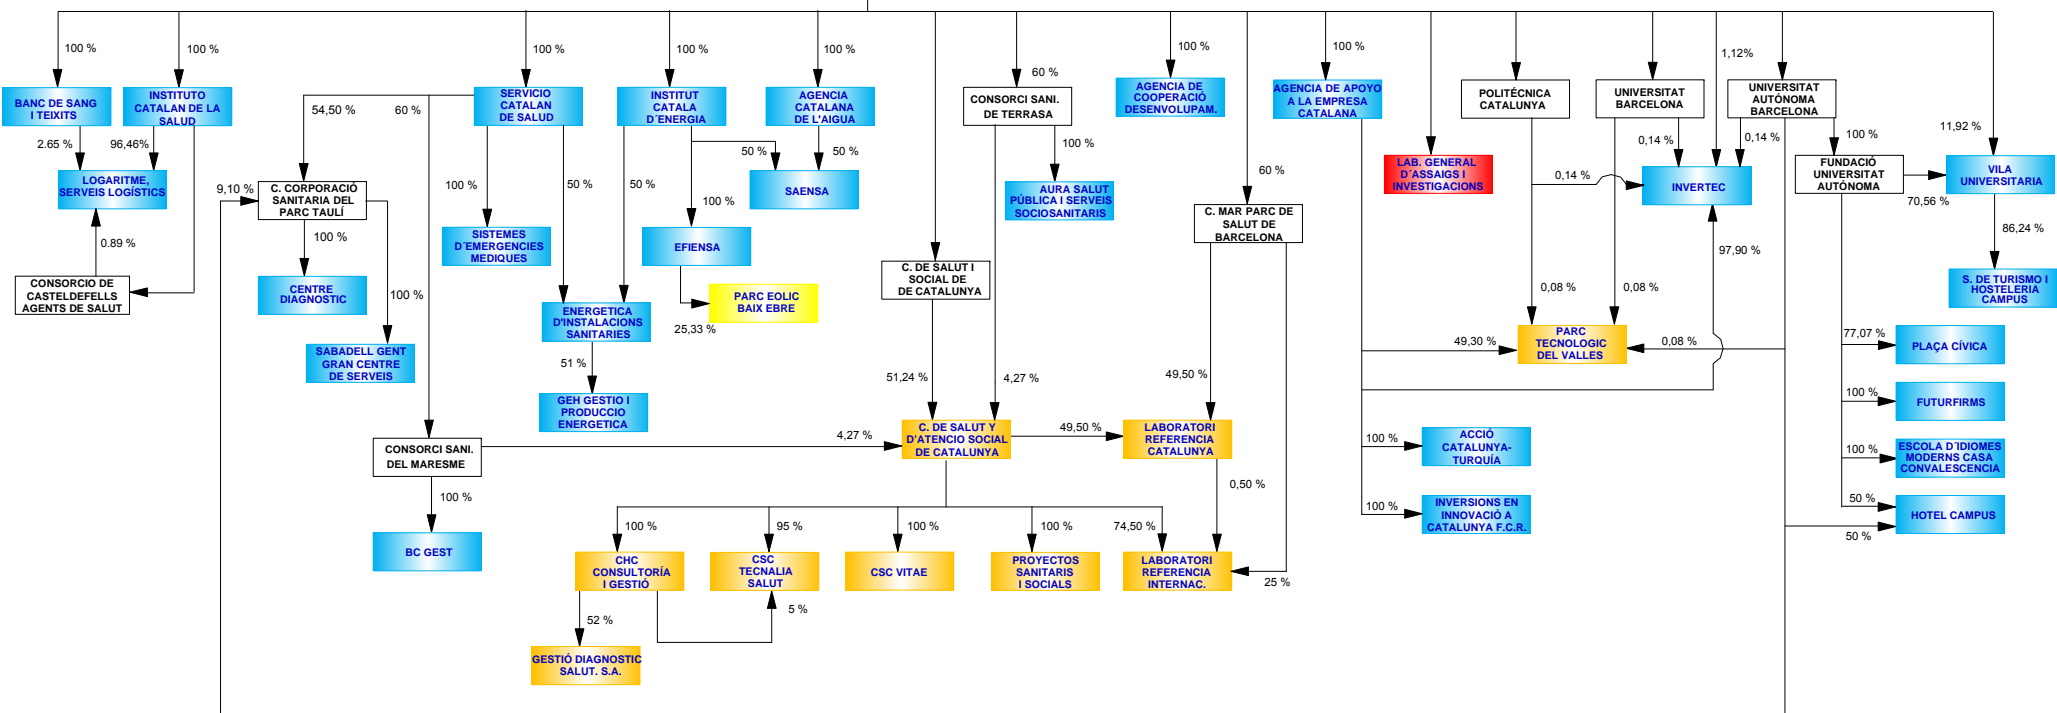 100 %
100 %
100 %
100 %
100 %
60 %
100 %
100 %
1,12%
11,92 %
BANC DE SANG
I TEIXITS
INSTITUTO
CATALAN DE LA
SALUD
54,50 %
60 %
SERVICIO
CATALAN
DE SALUD
INSTITUT
CATALA
D´ENERGIA
AGENCIA
CATALANA
DE L'AIGUA
CONSORCI SANI.
DE TERRASA
AGENCIA DE
COOPERACIÓ
DESENVOLUPAM.
AGENCIA DE APOYO
A LA EMPRESA
CATALANA
POLITÉCNICA
CATALUNYA
UNIVERSITAT
BARCELONA
UNIVERSITAT
AUTÓNOMA
BARCELONA
2.65 %
96,46%
50 %
50 %
100 %
0,14 %
0,14 %
100 %
LOGARITME,
SERVEIS LOGÍSTICS
9,10 %
C. CORPORACIÓ
SANITARIA DEL
PARC TAULÍ
100 %
50 %
50 %
SAENSA
AURA SALUT
PÚBLICA I SERVEIS
SOCIOSANITARIS
60 %
LAB. GENERAL
D´ASSAIGS I
INVESTIGACIONS
0,14 %
INVERTEC
FUNDACIÓ
UNIVERSITAT
AUTÓNOMA
70,56 %
VILA
UNIVERSITARIA
0.89 %
100 %
SISTEMES
D´EMERGENCIES
MEDIQUES
100 %
EFIENSA
C. MAR PARC DE
SALUT DE
BARCELONA
97,90 %
86,24 %
CONSORCIO DE
CASTELDEFELLS
AGENTS DE SALUT
CENTRE
DIAGNOSTIC
100 %
C. DE SALUT I
SOCIAL DE
DE CATALUNYA
0,08 %
0,08 %
S. DE TURISMO I
HOSTELERIA
CAMPUS
ENERGETICA
D'INSTALACIONS
SANITARIES
25,33 %
PARC EOLIC
BAIX EBRE
SABADELL GENT
GRAN CENTRE
DE SERVEIS
51 %
49,30 %
PARC
TECNOLOGIC
DEL VALLES
0,08 %
77,07 %
PLAÇA CÍVICA
GEH GESTIO I
PRODUCCIO
ENERGETICA
51,24 %
4,27 %
49,50 %
100 %
FUTURFIRMS
CONSORCI SANI.
DEL MARESME
4,27 %
C. DE SALUT Y
D'ATENCIO SOCIAL
DE CATALUNYA
49,50 %
LABORATORI
REFERENCIA
CATALUNYA
100 %
ACCIÓ
CATALUNYA-
TURQUÍA
100 %
ESCOLA D´IDIOMES
MODERNS CASA
CONVALESCENCIA
100 %
0,50 %
100 %
INVERSIONS EN
INNOVACIÓ A
CATALUNYA F.C.R.
50 %
HOTEL CAMPUS
50 %
BC GEST
100 %
95 %
100 %
100 %
74,50 %
CHC
CONSULTORÍA
I GESTIÓ
CSC
TECNALIA
SALUT
CSC VITAE
PROYECTOS
SANITARIS
I SOCIALS
LABORATORI
REFERENCIA
INTERNAC.
25 %
52 %
5 %
GESTIÓ DIAGNOSTIC
SALUT. S.A.